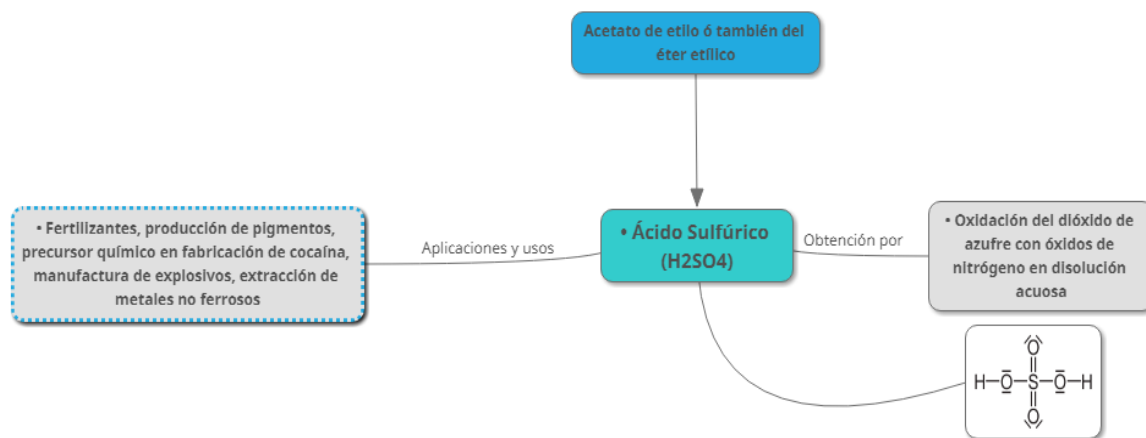 Acetato de etilo ó también del
éter etílico
• Fertilizantes, producción de pigmentos,
precursor químico en fabricación de cocaína,
manufactura de explosivos, extracción de
metales no ferrosos
Aplicaciones y usos
• Ácido Sulfúrico
(H2SO4)
Obtención por
• Oxidación del dióxido de
azufre con óxidos de
nitrógeno en disolución
acuosa
O
H-O-S-O-H
O